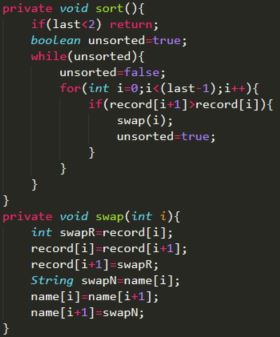 private void sort(){
    if(last<2) return;
    boolean unsorted=true;
    while(unsorted){
        unsorted=false;
        for(int i=0;i<(last-1);i++){
            if(record[i+1]>record[i]){
                swap(i);
                unsorted=true;
            }
        }
    }
}
private void swap(int i){
    int swapR=record[i];
    record[i]=record[i+1];
    record[i+1]=swapR;
    String swapN=name[i];
    name[i]=name[i+1];
    name[i+1]=swapN;
}